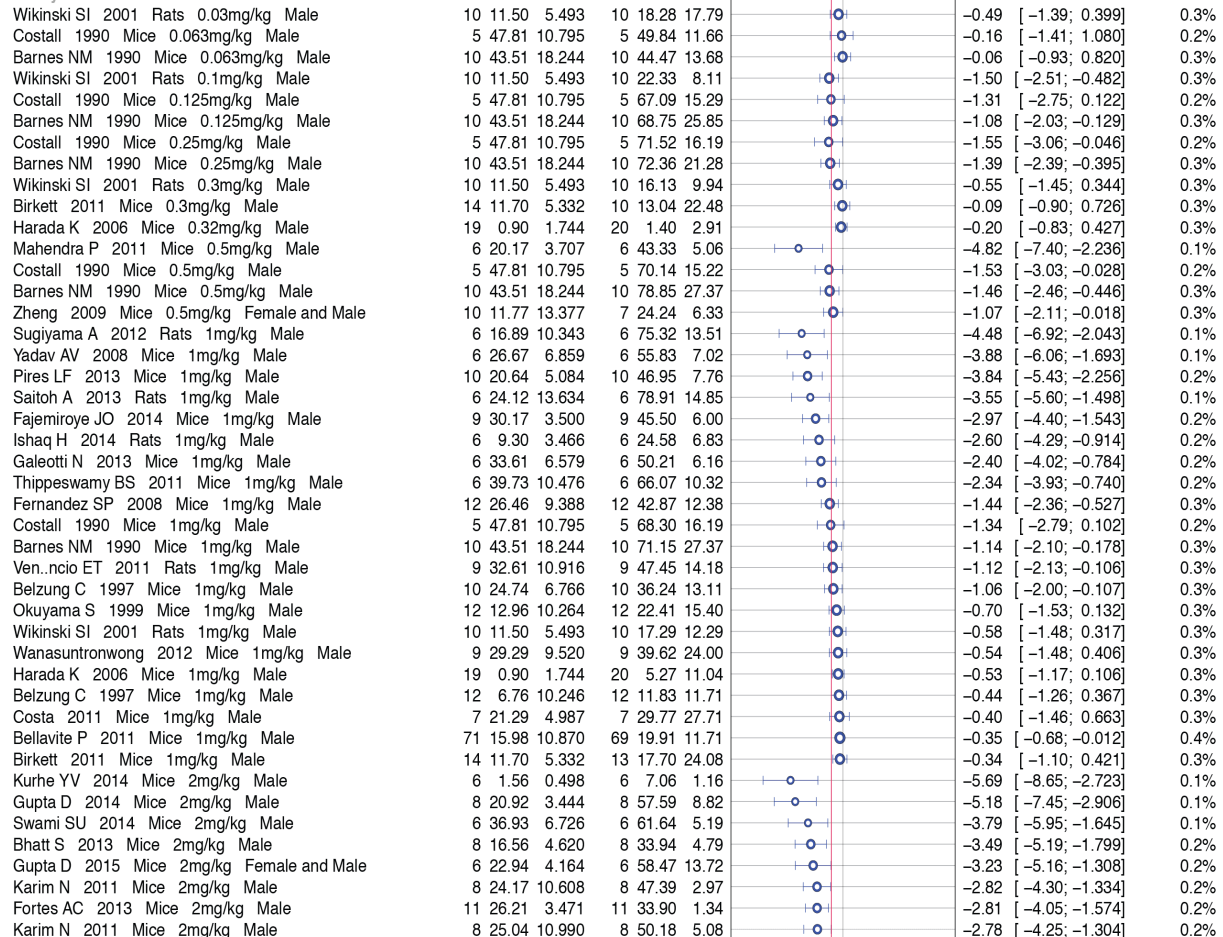 Wikinski SI 2001 Rats 0.03mg/kg Male 10 11.50 5.493 10 18.28 17.79 −0.49 [ −1.39; 0.399] 0.3%
Costall 1990 Mice 0.063mg/kg Male 5 47.81 10.795 5 49.84 11.66 −0.16 [ −1.41; 1.080] 0.2%
Barnes NM 1990 Mice 0.063mg/kg Male 10 43.51 18.244 10 44.47 13.68 −0.06 [ −0.93; 0.820] 0.3%
Wikinski SI 2001 Rats 0.1mg/kg Male 10 11.50 5.493 10 22.33 8.11 −1.50 [ −2.51; −0.482] 0.3%
Costall 1990 Mice 0.125mg/kg Male 5 47.81 10.795 5 67.09 15.29 −1.31 [ −2.75; 0.122] 0.2%
Barnes NM 1990 Mice 0.125mg/kg Male 10 43.51 18.244 10 68.75 25.85 −1.08 [ −2.03; −0.129] 0.3%
Costall 1990 Mice 0.25mg/kg Male 5 47.81 10.795 5 71.52 16.19 −1.55 [ −3.06; −0.046] 0.2%
Barnes NM 1990 Mice 0.25mg/kg Male 10 43.51 18.244 10 72.36 21.28 −1.39 [ −2.39; −0.395] 0.3%
Wikinski SI 2001 Rats 0.3mg/kg Male 10 11.50 5.493 10 16.13 9.94 −0.55 [ −1.45; 0.344] 0.3%
Birkett 2011 Mice 0.3mg/kg Male 14 11.70 5.332 10 13.04 22.48 −0.09 [ −0.90; 0.726] 0.3%
Harada K 2006 Mice 0.32mg/kg Male 19 0.90 1.744 20 1.40 2.91 −0.20 [ −0.83; 0.427] 0.3%
Mahendra P 2011 Mice 0.5mg/kg Male 6 20.17 3.707 6 43.33 5.06 −4.82 [ −7.40; −2.236] 0.1%
Costall 1990 Mice 0.5mg/kg Male 5 47.81 10.795 5 70.14 15.22 −1.53 [ −3.03; −0.028] 0.2%
Barnes NM 1990 Mice 0.5mg/kg Male 10 43.51 18.244 10 78.85 27.37 −1.46 [ −2.46; −0.446] 0.3%
Zheng 2009 Mice 0.5mg/kg Female and Male 10 11.77 13.377 7 24.24 6.33 −1.07 [ −2.11; −0.018] 0.3%
Sugiyama A 2012 Rats 1mg/kg Male 6 16.89 10.343 6 75.32 13.51 −4.48 [ −6.92; −2.043] 0.1%
Yadav AV 2008 Mice 1mg/kg Male 6 26.67 6.859 6 55.83 7.02 −3.88 [ −6.06; −1.693] 0.1%
Pires LF 2013 Mice 1mg/kg Male 10 20.64 5.084 10 46.95 7.76 −3.84 [ −5.43; −2.256] 0.2%
Saitoh A 2013 Rats 1mg/kg Male 6 24.12 13.634 6 78.91 14.85 −3.55 [ −5.60; −1.498] 0.1%
Fajemiroye JO 2014 Mice 1mg/kg Male 9 30.17 3.500 9 45.50 6.00 −2.97 [ −4.40; −1.543] 0.2%
Ishaq H 2014 Rats 1mg/kg Male 6 9.30 3.466 6 24.58 6.83 −2.60 [ −4.29; −0.914] 0.2%
Galeotti N 2013 Mice 1mg/kg Male 6 33.61 6.579 6 50.21 6.16 −2.40 [ −4.02; −0.784] 0.2%
Thippeswamy BS 2011 Mice 1mg/kg Male 6 39.73 10.476 6 66.07 10.32 −2.34 [ −3.93; −0.740] 0.2%
Fernandez SP 2008 Mice 1mg/kg Male 12 26.46 9.388 12 42.87 12.38 −1.44 [ −2.36; −0.527] 0.3%
Costall 1990 Mice 1mg/kg Male 5 47.81 10.795 5 68.30 16.19 −1.34 [ −2.79; 0.102] 0.2%
Barnes NM 1990 Mice 1mg/kg Male 10 43.51 18.244 10 71.15 27.37 −1.14 [ −2.10; −0.178] 0.3%
Ven..ncio ET 2011 Rats 1mg/kg Male 9 32.61 10.916 9 47.45 14.18 −1.12 [ −2.13; −0.106] 0.3%
Belzung C 1997 Mice 1mg/kg Male 10 24.74 6.766 10 36.24 13.11 −1.06 [ −2.00; −0.107] 0.3%
Okuyama S 1999 Mice 1mg/kg Male 12 12.96 10.264 12 22.41 15.40 −0.70 [ −1.53; 0.132] 0.3%
Wikinski SI 2001 Rats 1mg/kg Male 10 11.50 5.493 10 17.29 12.29 −0.58 [ −1.48; 0.317] 0.3%
Wanasuntronwong 2012 Mice 1mg/kg Male 9 29.29 9.520 9 39.62 24.00 −0.54 [ −1.48; 0.406] 0.3%
Harada K 2006 Mice 1mg/kg Male 19 0.90 1.744 20 5.27 11.04 −0.53 [ −1.17; 0.106] 0.3%
Belzung C 1997 Mice 1mg/kg Male 12 6.76 10.246 12 11.83 11.71 −0.44 [ −1.26; 0.367] 0.3%
Costa 2011 Mice 1mg/kg Male 7 21.29 4.987 7 29.77 27.71 −0.40 [ −1.46; 0.663] 0.2%
Bellavite P 2011 Mice 1mg/kg Male 71 15.98 10.870 69 19.91 11.71 −0.35 [ −0.68; −0.012] 0.4%
Birkett 2011 Mice 1mg/kg Male 14 11.70 5.332 13 17.70 24.08 −0.34 [ −1.10; 0.421] 0.3%
Kurhe YV 2014 Mice 2mg/kg Male 6 1.56 0.498 6 7.06 1.16 −5.69 [ −8.65; −2.723] 0.1%
Gupta D 2014 Mice 2mg/kg Male 8 20.92 3.444 8 57.59 8.82 −5.18 [ −7.45; −2.906] 0.1%
Swami SU 2014 Mice 2mg/kg Male 6 36.93 6.726 6 61.64 5.19 −3.79 [ −5.95; −1.645] 0.1%
Bhatt S 2013 Mice 2mg/kg Male 8 16.56 4.620 8 33.94 4.79 −3.49 [ −5.19; −1.799] 0.2%
Gupta D 2015 Mice 2mg/kg Female and Male 6 22.94 4.164 6 58.47 13.72 −3.23 [ −5.16; −1.308] 0.2%
Karim N 2011 Mice 2mg/kg Male 8 24.17 10.608 8 47.39 2.97 −2.82 [ −4.30; −1.334] 0.2%
Fortes AC 2013 Mice 2mg/kg Male 11 26.21 3.471 11 33.90 1.34 −2.81 [ −4.05; −1.574] 0.2%
Karim N 2011 Mice 2mg/kg Male 8 25.04 10.990 8 50.18 5.08 −2.78 [ −4.25; −1.304] 0.2%